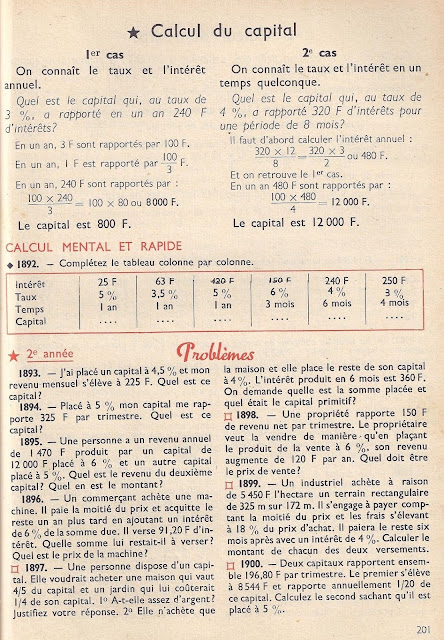 ★ Calcul du capital
1er cas
On connaît le taux et l'intérêt
annuel.
Quel est le capital qui, au taux de
3 %, a rapporté en un an 240 F
d'intérêts?
En un an, 3 F sont rapportés par 100 F.
En un an, 1 F est rapporté par 100/3 F.
En un an, 240 F sont rapportés par :
100 × 240/3 = 100 × 80 ou 8 000 F.
Le capital est 800 F.
2e cas
On connaît le taux et l'intérêt en un
temps quelconque.
Quel est le capital qui, au taux de
4 %, a rapporté 320 F d'intérêts pour
une période de 8 mois?
Il faut d'abord calculer l'intérêt annuel :
320 × 12/8 = 320 × 3/2 ou 480 F.
Et on retrouve le 1er cas.
En un an 480 F sont rapportés par :
100 × 480/4 = 12 000 F.
Le capital est 12 000 F.
CALCUL MENTAL ET RAPIDE
◆ 1892. — Complétez le tableau colonne par colonne.
Intérêt 25 F 63 F 420 F 150 F 240 F 250 F
Taux 5 % 3,5 % 5 % 6 % 4 % 3 %
Temps 1 an 1 an 1 an 3 mois 6 mois 4 mois
Capital .... .... .... .... .... ....
★ 2e année
Problèmes
1893. — J'ai placé un capital à 4,5 % et mon
revenu mensuel s'élève à 225 F. Quel est ce
capital?
1894. — Placé à 5 % mon capital me rap-
porte 325 F par trimestre. Quel est ce
capital?
1895. — Une personne a un revenu annuel
de 1 470 F produit par un capital de
12 000 F placé à 6 % et un autre capital
placé à 5 %. Quel est le revenu du deuxième
capital? Quel en est le montant?
1896. — Un commerçant achète une ma-
chine. Il paie la moitié du prix et acquitte le
reste un an plus tard en ajoutant un intérêt
de 6 % de la somme due. Il verse 91,20 F d'in-
térêt. Quelle somme lui restait-il à verser?
Quel est le prix de la machine?
¤ 1897. — Une personne dispose d'un capi-
tal. Elle voudrait acheter une maison qui vaut
4/5 du capital et un jardin qui lui coûterait
1/4 de son capital. 1° A-t-elle assez d'argent?
Justifiez votre réponse. 2° Elle n'achète que
la maison et elle place le reste de son capital
à 4 %. L'intérêt produit en 6 mois est 360 F.
On demande quelle est la somme placée et
quel était le capital primitif?
¤ 1898. — Une propriété rapporte 150 F
de revenu net par trimestre. Le propriétaire
veut la vendre de manière qu'en plaçant
le produit de la vente à 6 %, son revenu
augmente de 120 F par an. Quel doit être
le prix de vente?
¤ 1899. — Un industriel achète à raison
de 5 450 F l'hectare un terrain rectangulaire
de 325 m sur 172 m. Il s'engage à payer comp-
tant la moitié du prix et les frais s'élevant
à 18 % du prix d'achat. Il paiera le reste six
mois après avec un intérêt de 4 %. Calculer le
montant de chacun des deux versements.
¤ 1900. — Deux capitaux rapportent ensem-
ble 196,80 F par trimestre. Le premier s'élève
à 8 544 F et rapporte annuellement 1/20 de
ce capital. Calculez le second sachant qu'il est
placé à 5 %.
201